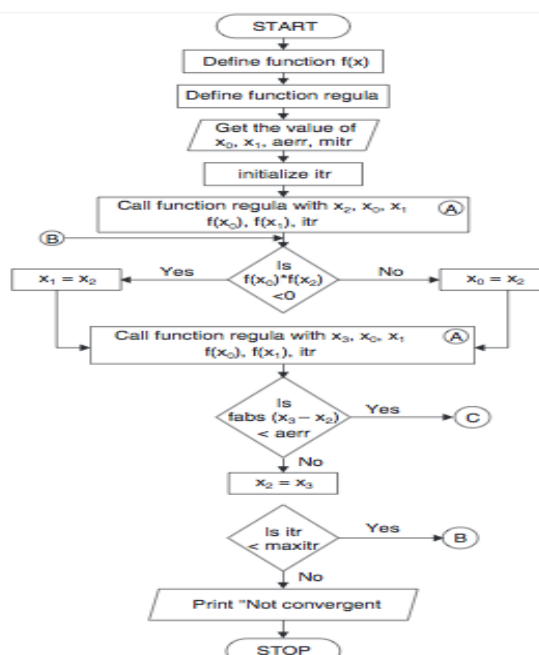 START
Define function f(x)
Define function regula
Get the value of
x₀, x₁, aerr, mitr
initialize itr
Call function regula with x₂, x₀, x₁
f(x₀), f(x₁), itr
A
B
Is
f(x₀)*f(x₂)
<0
Yes
No
x₁ = x₂
x₀ = x₂
Call function regula with x₃, x₀, x₁
f(x₀), f(x₁), itr
A
Is
fabs (x₃ – x₂)
< aerr
Yes
C
No
x₂ = x₃
Is itr
< maxitr
Yes
B
No
Print "Not convergent
STOP